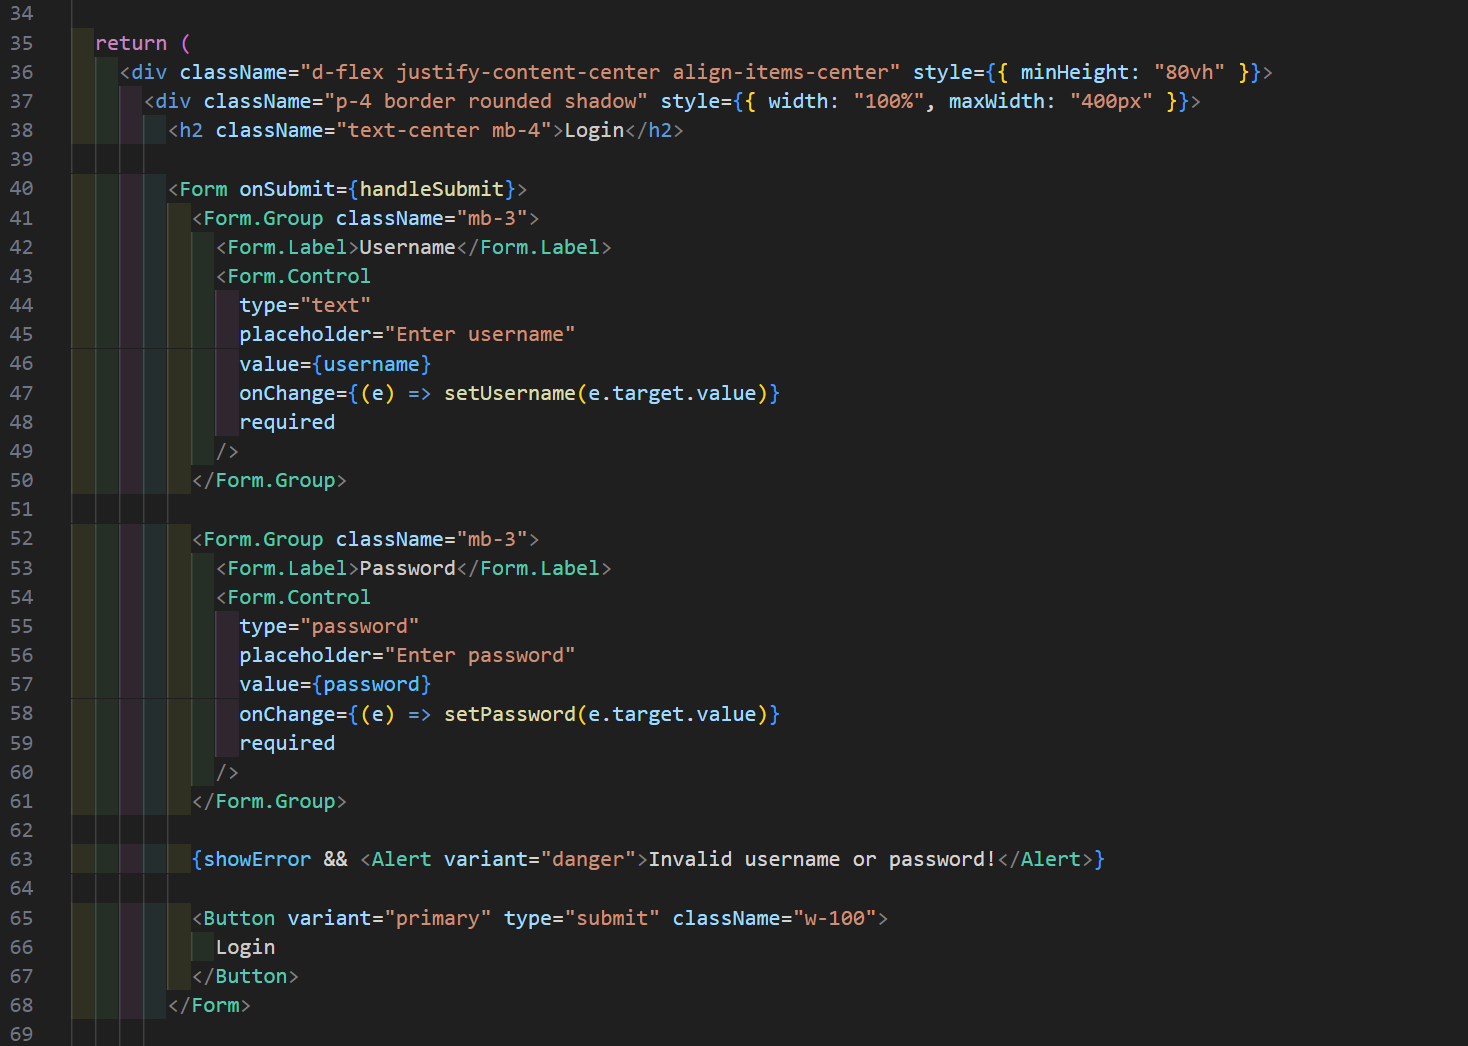 34
35 return (
36 <div className="d-flex justify-content-center align-items-center" style={{ minHeight: "80vh" }}>
37 <div className="p-4 border rounded shadow" style={{ width: "100%", maxWidth: "400px" }}>
38 <h2 className="text-center mb-4">Login</h2>
39
40 <Form onSubmit={handleSubmit}>
41 <Form.Group className="mb-3">
42 <Form.Label>Username</Form.Label>
43 <Form.Control
44 type="text"
45 placeholder="Enter username"
46 value={username}
47 onChange={(e) => setUsername(e.target.value)}
48 required
49 />
50 </Form.Group>
51
52 <Form.Group className="mb-3">
53 <Form.Label>Password</Form.Label>
54 <Form.Control
55 type="password"
56 placeholder="Enter password"
57 value={password}
58 onChange={(e) => setPassword(e.target.value)}
59 required
60 />
61 </Form.Group>
62
63 {showError && <Alert variant="danger">Invalid username or password!</Alert>}
64
65 <Button variant="primary" type="submit" className="w-100">
66 Login
67 </Button>
68 </Form>
69